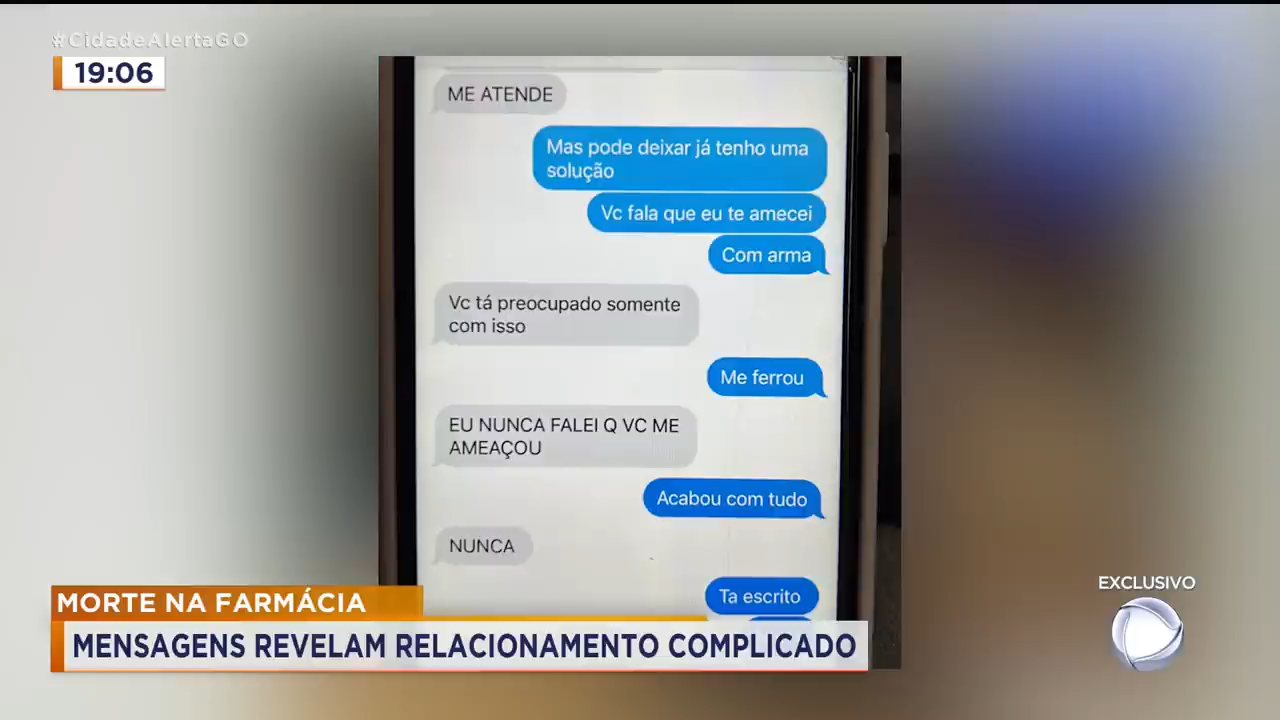 #CidadeAlertaGO
19:06
ME ATENDE
Mas pode deixar já tenho uma
solução
Vc fala que eu te amecei
Com arma
Vc tá preocupado somente
com isso
Me ferrou
EU NUNCA FALEI Q VC ME
AMEAÇOU
Acabou com tudo
NUNCA
Ta escrito
EXCLUSIVO
MORTE NA FARMÁCIA
MENSAGENS REVELAM RELACIONAMENTO COMPLICADO